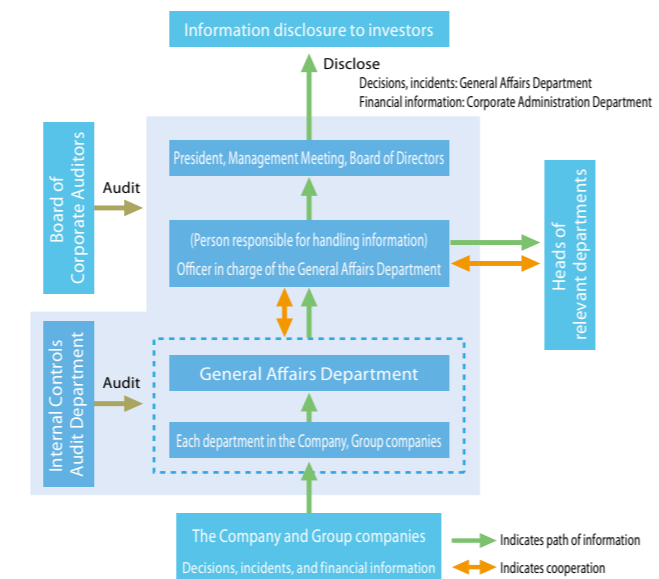 Information disclosure to investors
Disclose
Decisions, incidents: General Affairs Department
Financial information: Corporate Administration Department
President, Management Meeting, Board of Directors
Board of
Corporate Auditors
Audit
(Person responsible for handling information)
Officer in charge of the General Affairs Department
Heads of
relevant departments
Internal Controls
Audit Department
Audit
General Affairs Department
Each department in the Company, Group companies
The Company and Group companies
Decisions, incidents, and financial information
Indicates path of information
Indicates cooperation